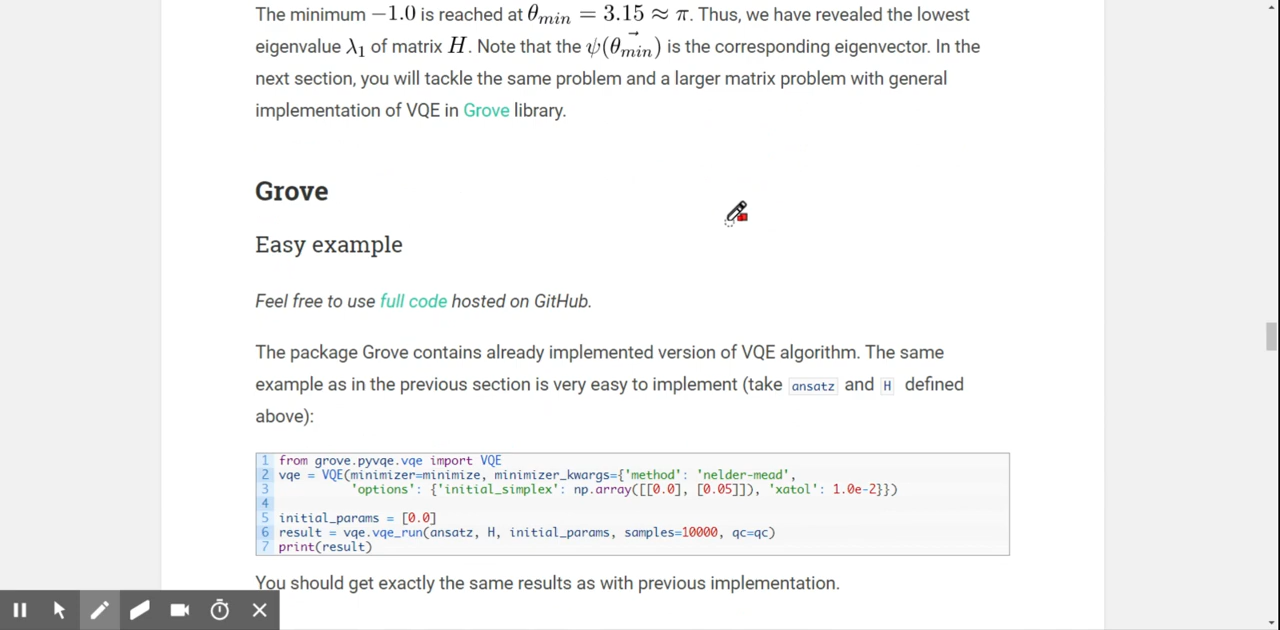 The minimum −1.0 is reached at θmin = 3.15 ≈ π. Thus, we have revealed the lowest
eigenvalue λ1 of matrix H. Note that the ψ(θ⃗min) is the corresponding eigenvector. In the
next section, you will tackle the same problem and a larger matrix problem with general
implementation of VQE in Grove library.
Grove
Easy example
Feel free to use full code hosted on GitHub.
The package Grove contains already implemented version of VQE algorithm. The same
example as in the previous section is very easy to implement (take ansatz and H defined
above):
1 from grove.pyvqe.vqe import VQE
2 vqe = VQE(minimizer=minimize, minimizer_kwargs={'method': 'nelder-mead',
3 'options': {'initial_simplex': np.array([[0.0], [0.05]]), 'xatol': 1.0e-2}})
4
5 initial_params = [0.0]
6 result = vqe.vqe_run(ansatz, H, initial_params, samples=10000, qc=qc)
7 print(result)
You should get exactly the same results as with previous implementation.